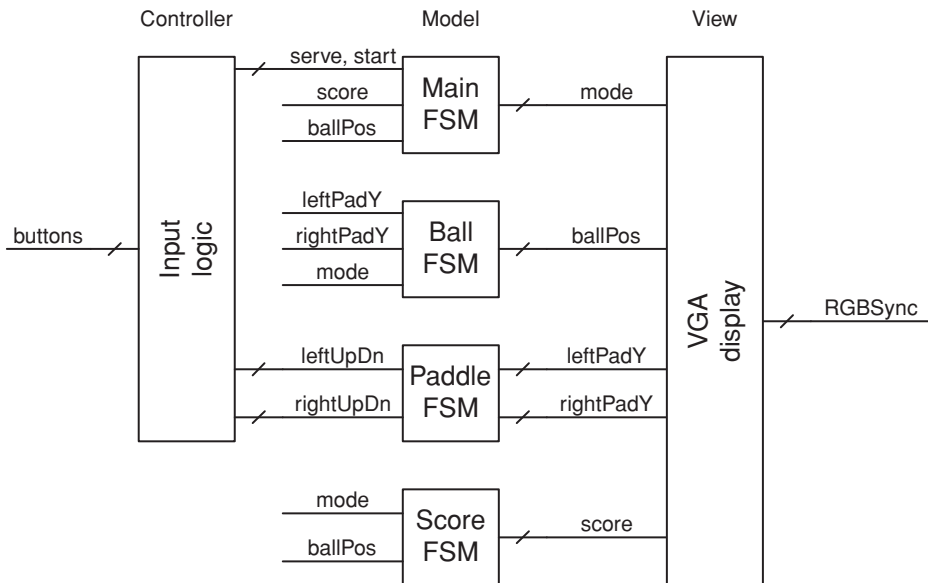 Controller
Model
View
serve, start
score
ballPos
Main
FSM
mode
buttons
Input
logic
leftPadY
rightPadY
mode
Ball
FSM
ballPos
VGA
display
RGBSync
leftUpDn
rightUpDn
Paddle
FSM
leftPadY
rightPadY
mode
ballPos
Score
FSM
score